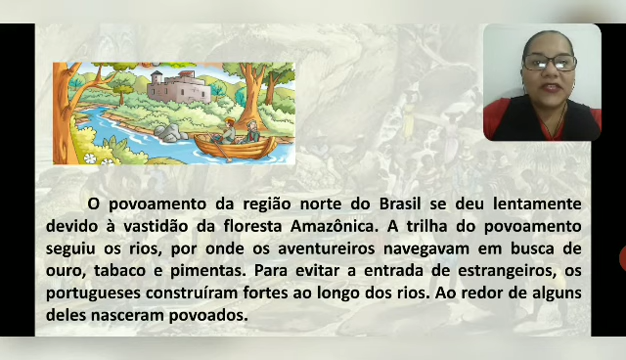 O povoamento da região norte do Brasil se deu lentamente
devido à vastidão da floresta Amazônica. A trilha do povoamento
seguiu os rios, por onde os aventureiros navegavam em busca de
ouro, tabaco e pimentas. Para evitar a entrada de estrangeiros, os
portugueses construíram fortes ao longo dos rios. Ao redor de alguns
deles nasceram povoados.